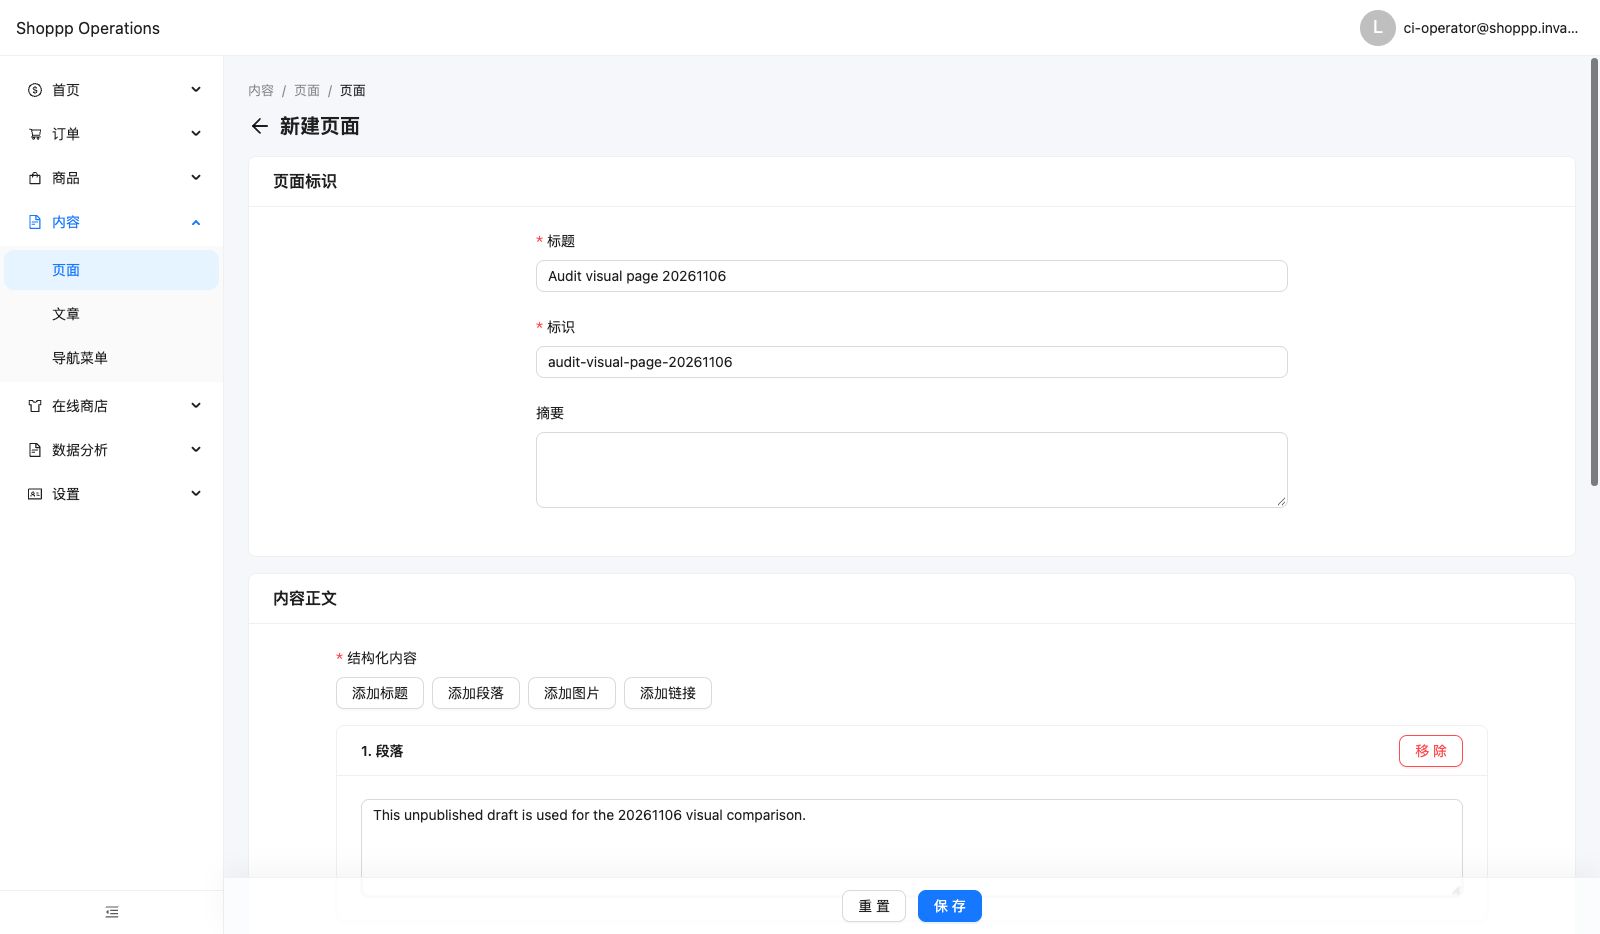 Shoppp Operations
L
ci-operator@shoppp.inva...
首页
订单
商品
内容
页面
文章
导航菜单
在线商店
数据分析
设置
内容 / 页面 / 页面
新建页面
页面标识
* 标题
Audit visual page 20261106
* 标识
audit-visual-page-20261106
摘要
内容正文
* 结构化内容
添加标题 添加段落 添加图片 添加链接
1. 段落
移 除
This unpublished draft is used for the 20261106 visual comparison.
重 置 保 存